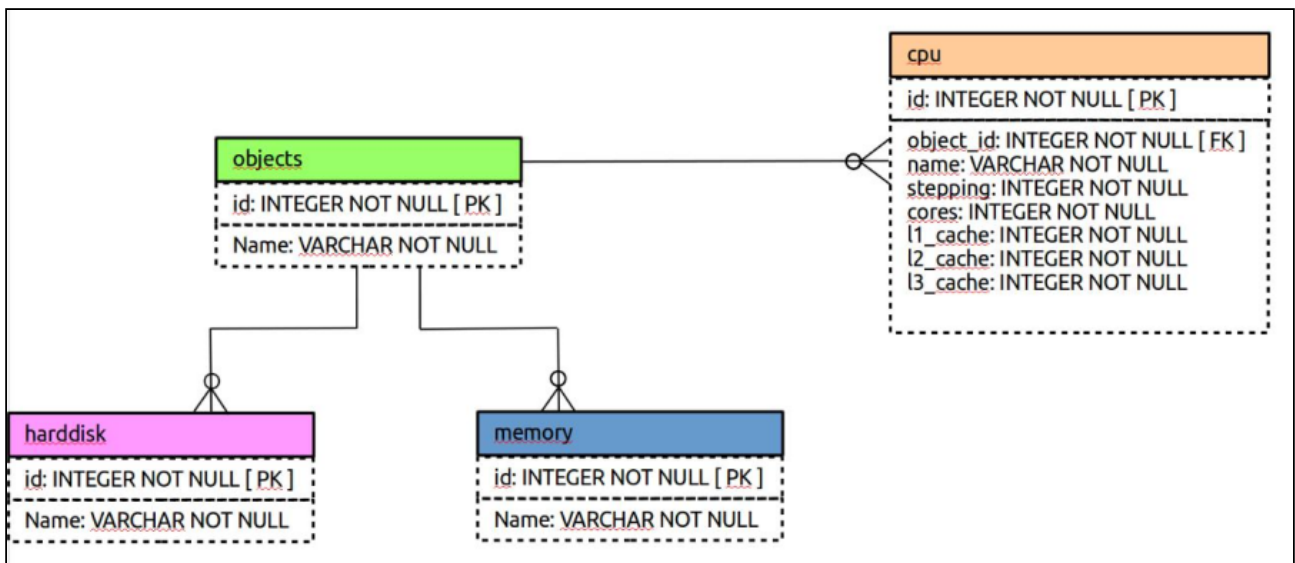 cpu
id: INTEGER NOT NULL [ PK ]
object_id: INTEGER NOT NULL [ FK ]
name: VARCHAR NOT NULL
stepping: INTEGER NOT NULL
cores: INTEGER NOT NULL
l1_cache: INTEGER NOT NULL
l2_cache: INTEGER NOT NULL
l3_cache: INTEGER NOT NULL
objects
id: INTEGER NOT NULL [ PK ]
Name: VARCHAR NOT NULL
harddisk
id: INTEGER NOT NULL [ PK ]
Name: VARCHAR NOT NULL
memory
id: INTEGER NOT NULL [ PK ]
Name: VARCHAR NOT NULL